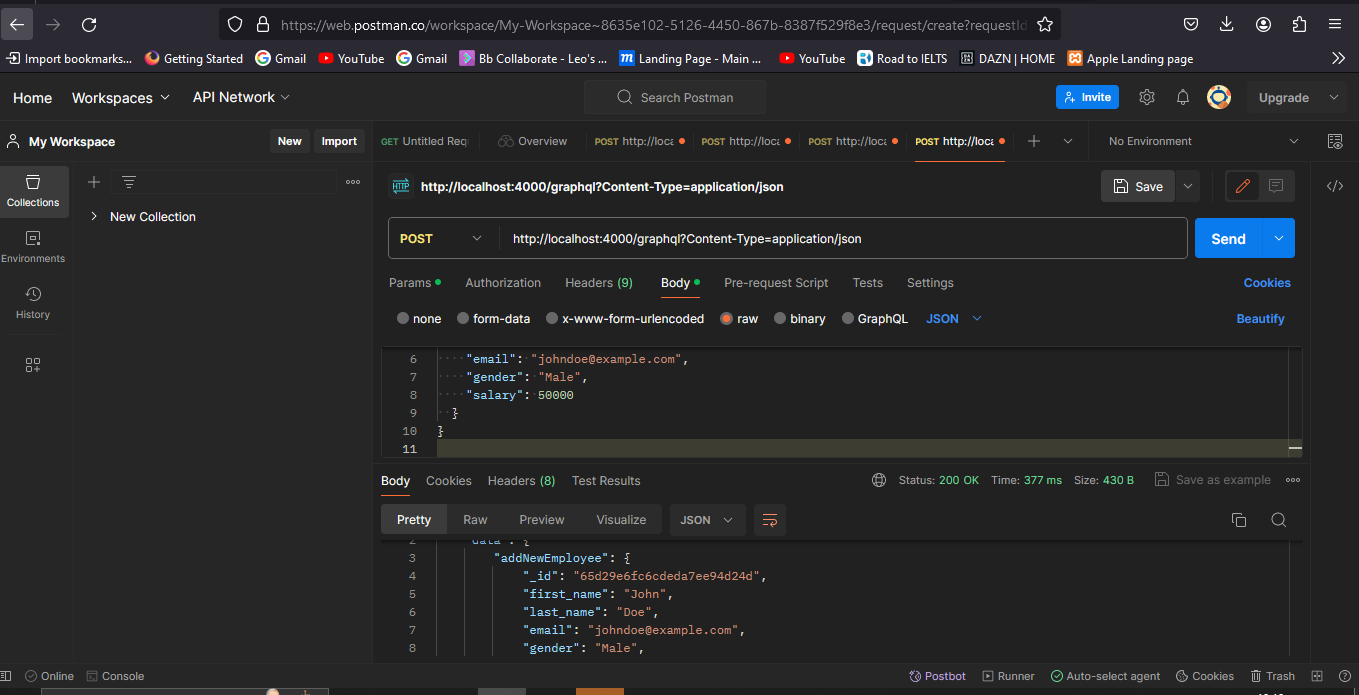 https://web.postman.co/workspace/My-Workspace~8635e102-5126-4450-867b-8387f529f8e3/request/create?requestId
Import bookmarks... Getting Started Gmail YouTube Gmail Bb Collaborate - Leo's ... Landing Page - Main ... YouTube Road to IELTS DAZN | HOME Apple Landing page
Home Workspaces API Network Search Postman Invite Upgrade
My Workspace New Import GET Untitled Req Overview POST http://loca POST http://loca POST http://loca POST http://loca No Environment
Collections
Environments
History
New Collection
HTTP http://localhost:4000/graphql?Content-Type=application/json Save
POST http://localhost:4000/graphql?Content-Type=application/json Send
Params Authorization Headers (9) Body Pre-request Script Tests Settings Cookies
none form-data x-www-form-urlencoded raw binary GraphQL JSON Beautify
6 "email": "johndoe@example.com",
7 "gender": "Male",
8 "salary": 50000
9 }
10 }
11
Body Cookies Headers (8) Test Results Status: 200 OK Time: 377 ms Size: 430 B Save as example
Pretty Raw Preview Visualize JSON
2 "data": {
3 "addNewEmployee": {
4 "_id": "65d29e6fc6cdeda7ee94d24d",
5 "first_name": "John",
6 "last_name": "Doe",
7 "email": "johndoe@example.com",
8 "gender": "Male",
Online Console Postbot Runner Auto-select agent Cookies Trash